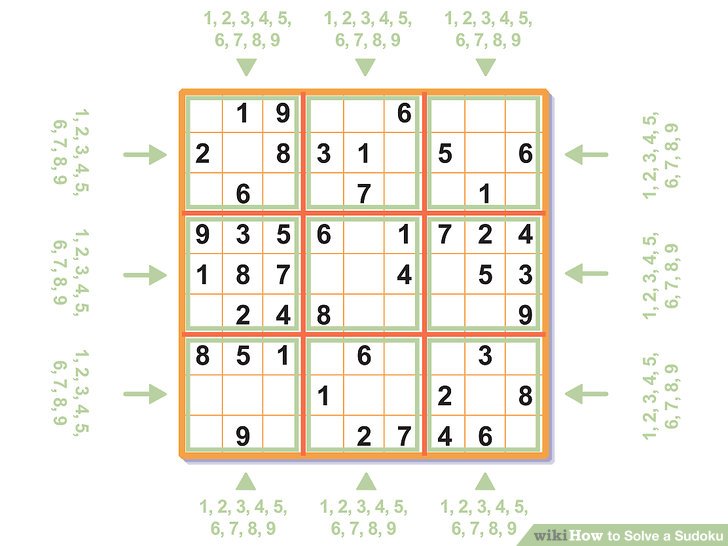 1, 2, 3, 4, 5,
6, 7, 8, 9
1, 2, 3, 4, 5,
6, 7, 8, 9
1, 2, 3, 4, 5,
6, 7, 8, 9
1, 2, 3, 4, 5,
6, 7, 8, 9
1, 2, 3, 4, 5,
6, 7, 8, 9
1 9 6
2 8 3 1 5 6
6 7 1
1, 2, 3, 4, 5,
6, 7, 8, 9
1, 2, 3, 4, 5,
6, 7, 8, 9
9 3 5 6 1 7 2 4
1 8 7 4 5 3
2 4 8 9
1, 2, 3, 4, 5,
6, 7, 8, 9
1, 2, 3, 4, 5,
6, 7, 8, 9
8 5 1 6 3
1 2 8
9 2 7 4 6
1, 2, 3, 4, 5,
6, 7, 8, 9
1, 2, 3, 4, 5,
6, 7, 8, 9
1, 2, 3, 4, 5,
6, 7, 8, 9
wikiHow to Solve a Sudoku